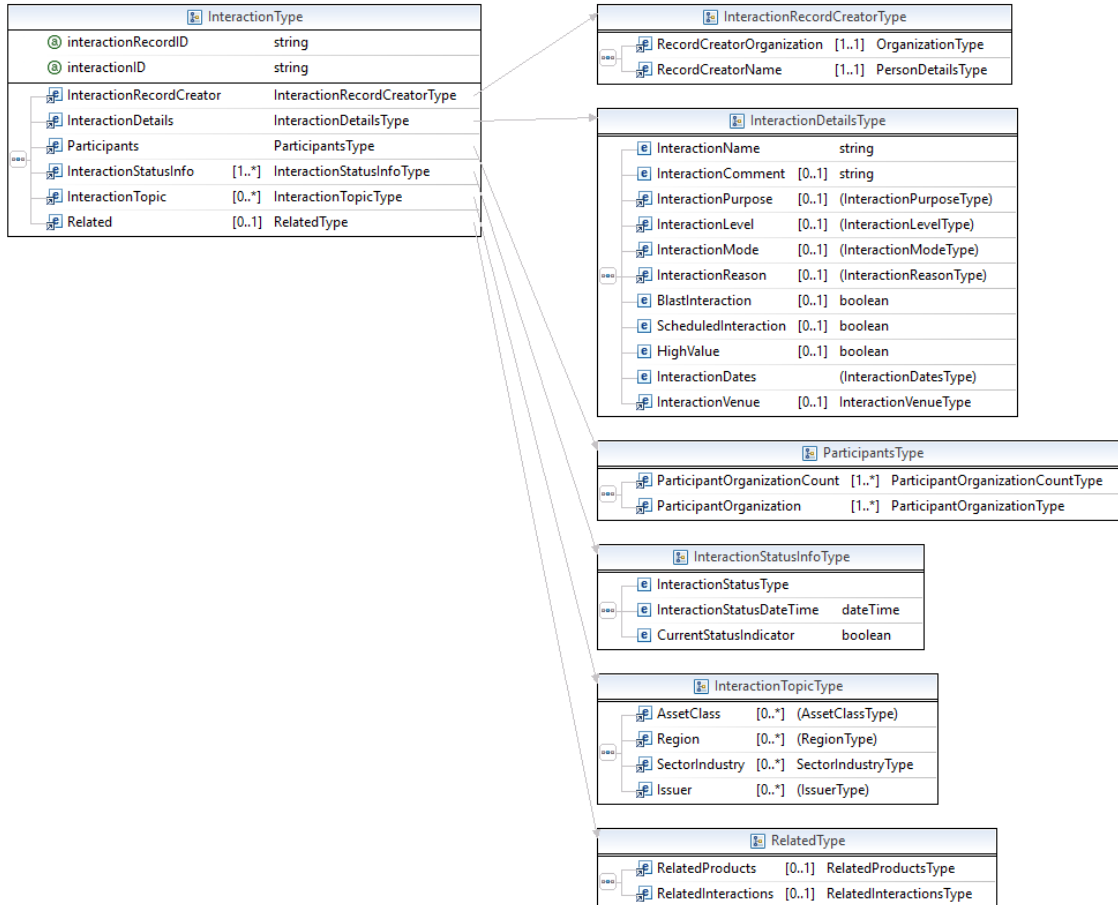 InteractionType
interactionRecordID string
interactionID string
InteractionRecordCreator InteractionRecordCreatorType
InteractionDetails InteractionDetailsType
Participants ParticipantsType
InteractionStatusInfo [1..*] InteractionStatusInfoType
InteractionTopic [0..*] InteractionTopicType
Related [0..1] RelatedType
InteractionRecordCreatorType
RecordCreatorOrganization [1..1] OrganizationType
RecordCreatorName [1..1] PersonDetailsType
InteractionDetailsType
InteractionName string
InteractionComment [0..1] string
InteractionPurpose [0..1] (InteractionPurposeType)
InteractionLevel [0..1] (InteractionLevelType)
InteractionMode [0..1] (InteractionModeType)
InteractionReason [0..1] (InteractionReasonType)
BlastInteraction [0..1] boolean
ScheduledInteraction [0..1] boolean
HighValue [0..1] boolean
InteractionDates (InteractionDatesType)
InteractionVenue [0..1] InteractionVenueType
ParticipantsType
ParticipantOrganizationCount [1..*] ParticipantOrganizationCountType
ParticipantOrganization [1..*] ParticipantOrganizationType
InteractionStatusInfoType
InteractionStatusType
InteractionStatusDateTime dateTime
CurrentStatusIndicator boolean
InteractionTopicType
AssetClass [0..*] (AssetClassType)
Region [0..*] (RegionType)
SectorIndustry [0..*] SectorIndustryType
Issuer [0..*] (IssuerType)
RelatedType
RelatedProducts [0..1] RelatedProductsType
RelatedInteractions [0..1] RelatedInteractionsType